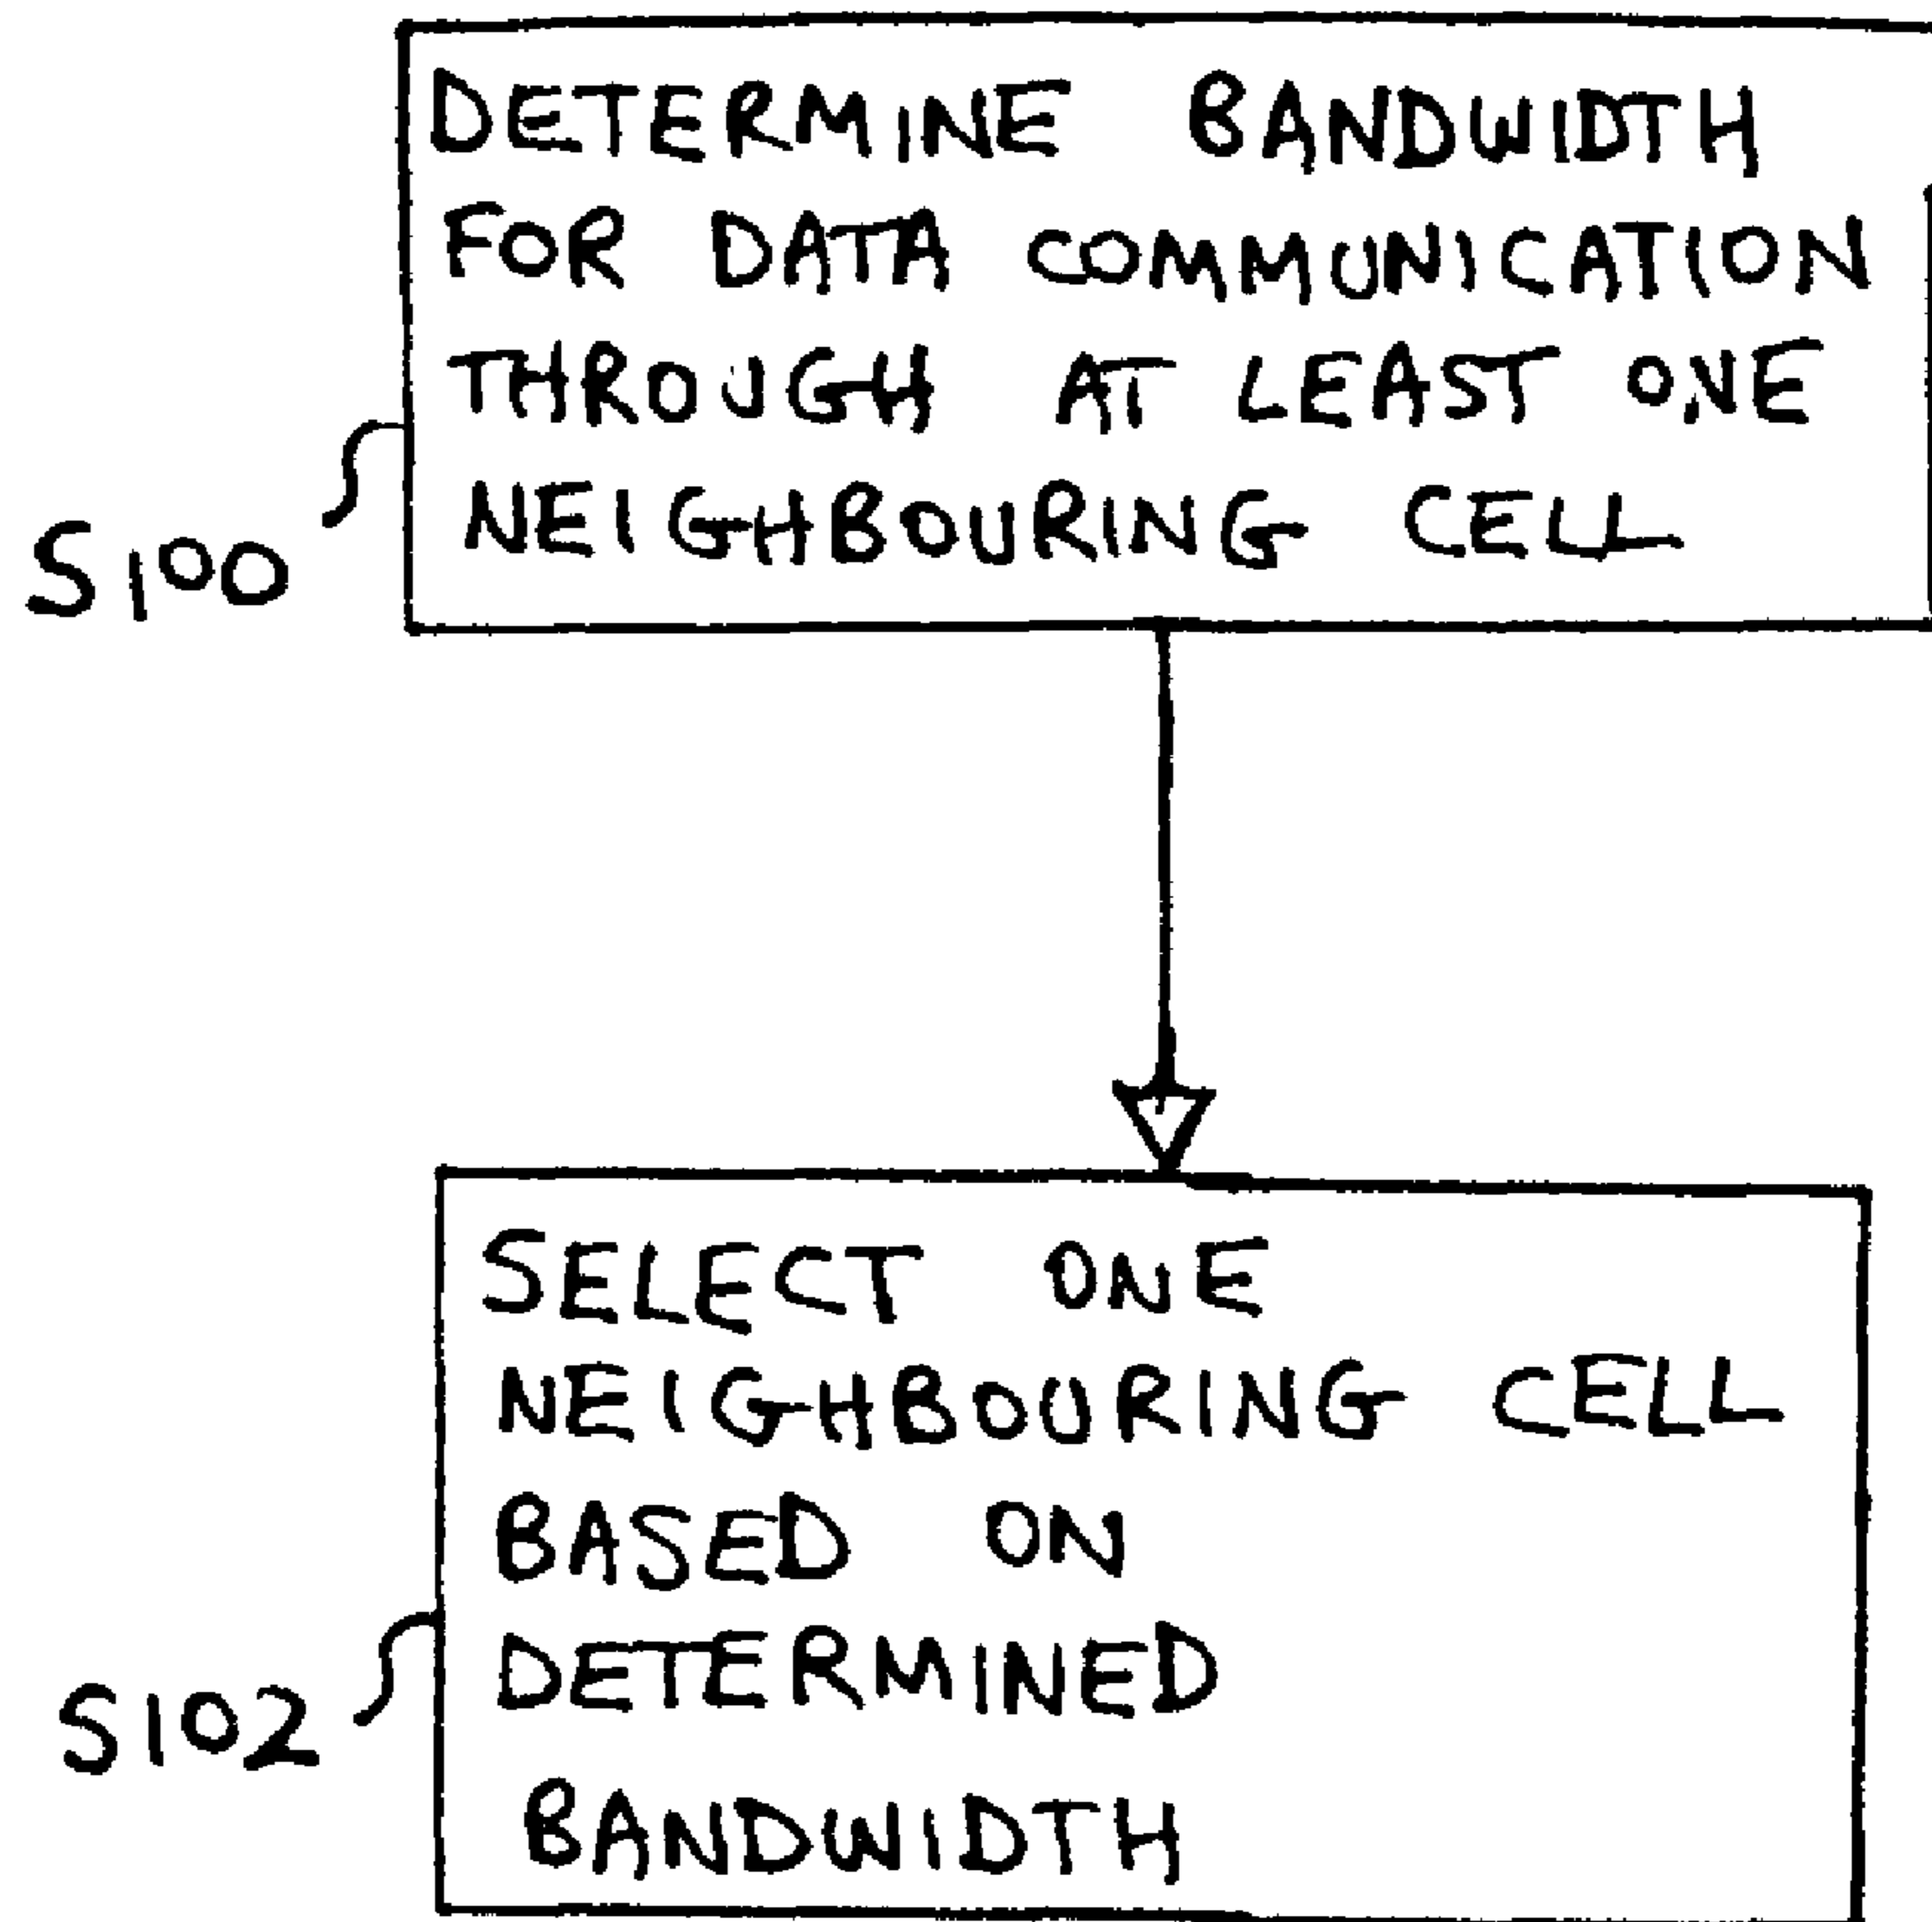 DETERMINE BANDWIDTH
FOR DATA COMMUNICATION
THROUGH AT LEAST ONE
NEIGHBOURING CELL
S100
SELECT ONE
NEIGHBOURING CELL
BASED ON
DETERMINED
S102
BANDWIDTH